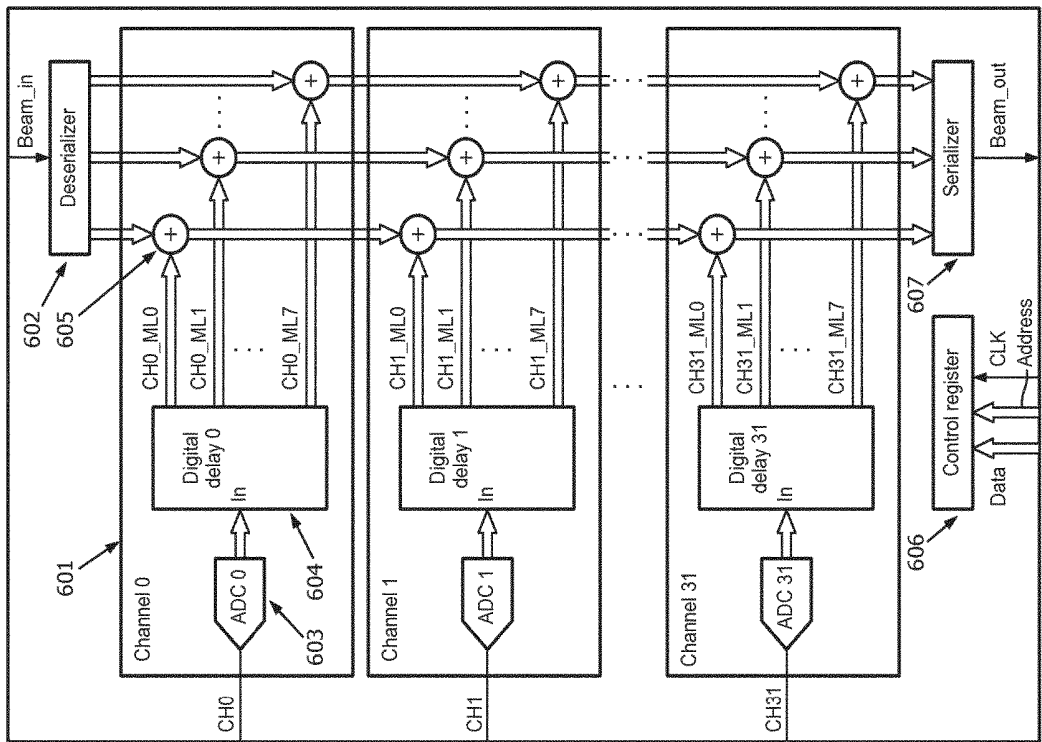 Beam_in
Deserializer
602
605
601
Channel 0
CH0
ADC 0
603
In
Digital
delay 0
604
CH0_ML0
CH0_ML1
. . .
CH0_ML7
+
+
. . .
+
Channel 1
CH1
ADC 1
In
Digital
delay 1
CH1_ML0
CH1_ML1
. . .
CH1_ML7
+
+
. . .
+
. . .
. . .
. . .
. . .
Channel 31
CH31
ADC 31
In
Digital
delay 31
CH31_ML0
CH31_ML1
. . .
CH31_ML7
+
+
. . .
+
Serializer
607
Beam_out
Control register
606
Data
Address
CLK